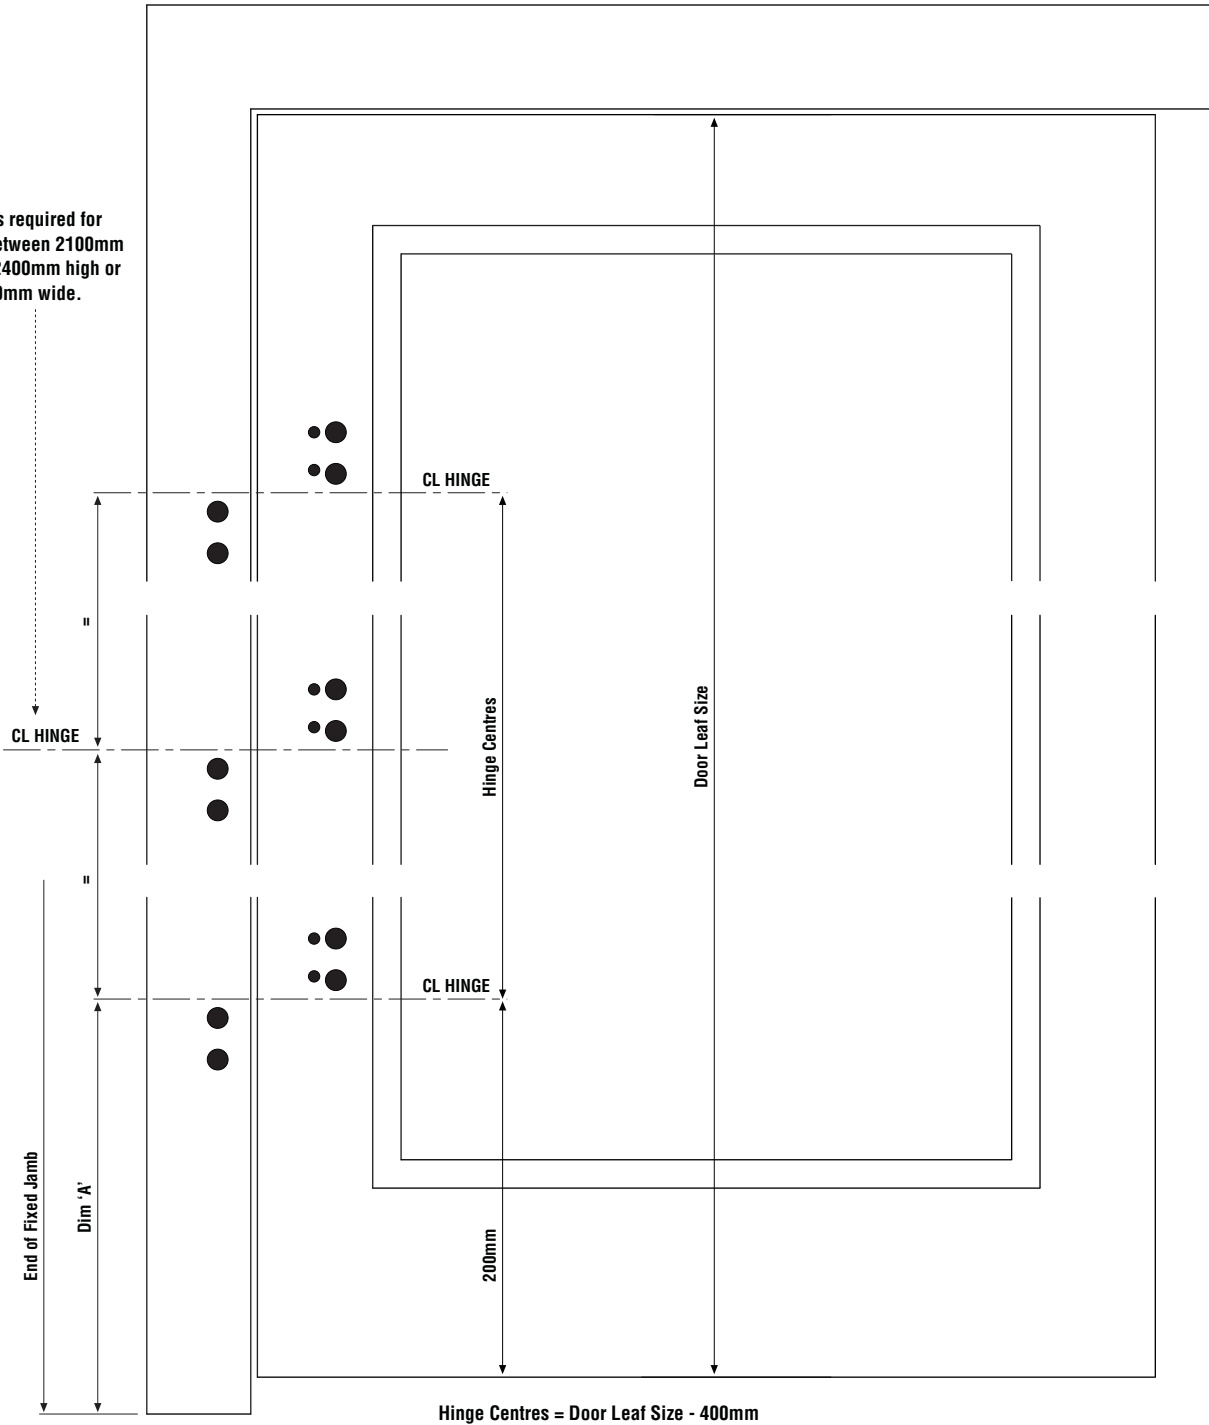 s required for
etween 2100mm
2400mm high or
0mm wide.
CL HINGE
=
Hinge Centres
Door Leaf Size
CL HINGE
=
CL HINGE
End of Fixed Jamb
Dim ‘A’
200mm
Hinge Centres = Door Leaf Size - 400mm